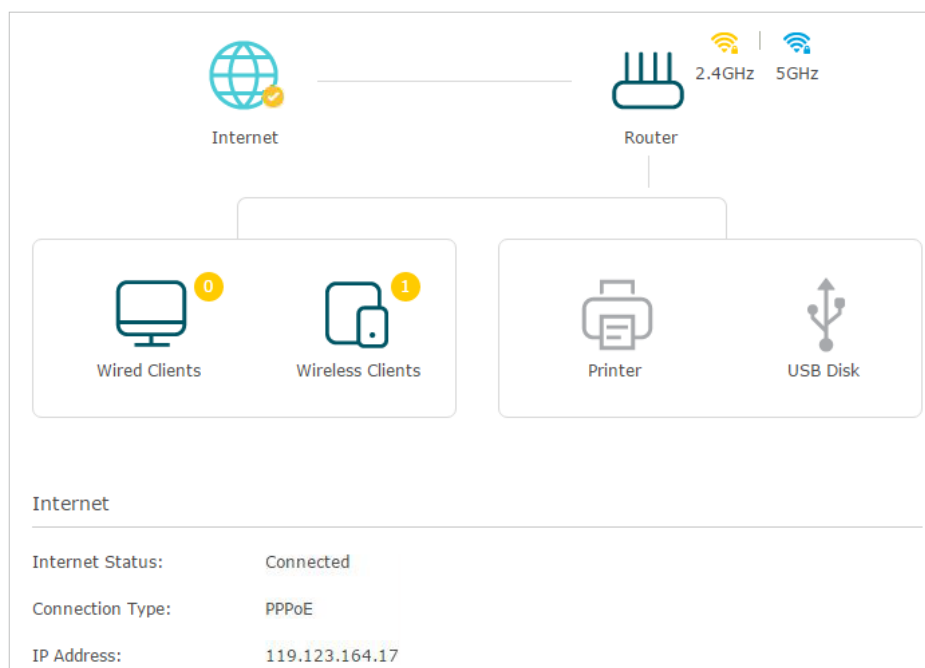 2.4GHz 5GHz
Internet Router
0 1
Wired Clients Wireless Clients Printer USB Disk
Internet
Internet Status: Connected
Connection Type: PPPoE
IP Address: 119.123.164.17